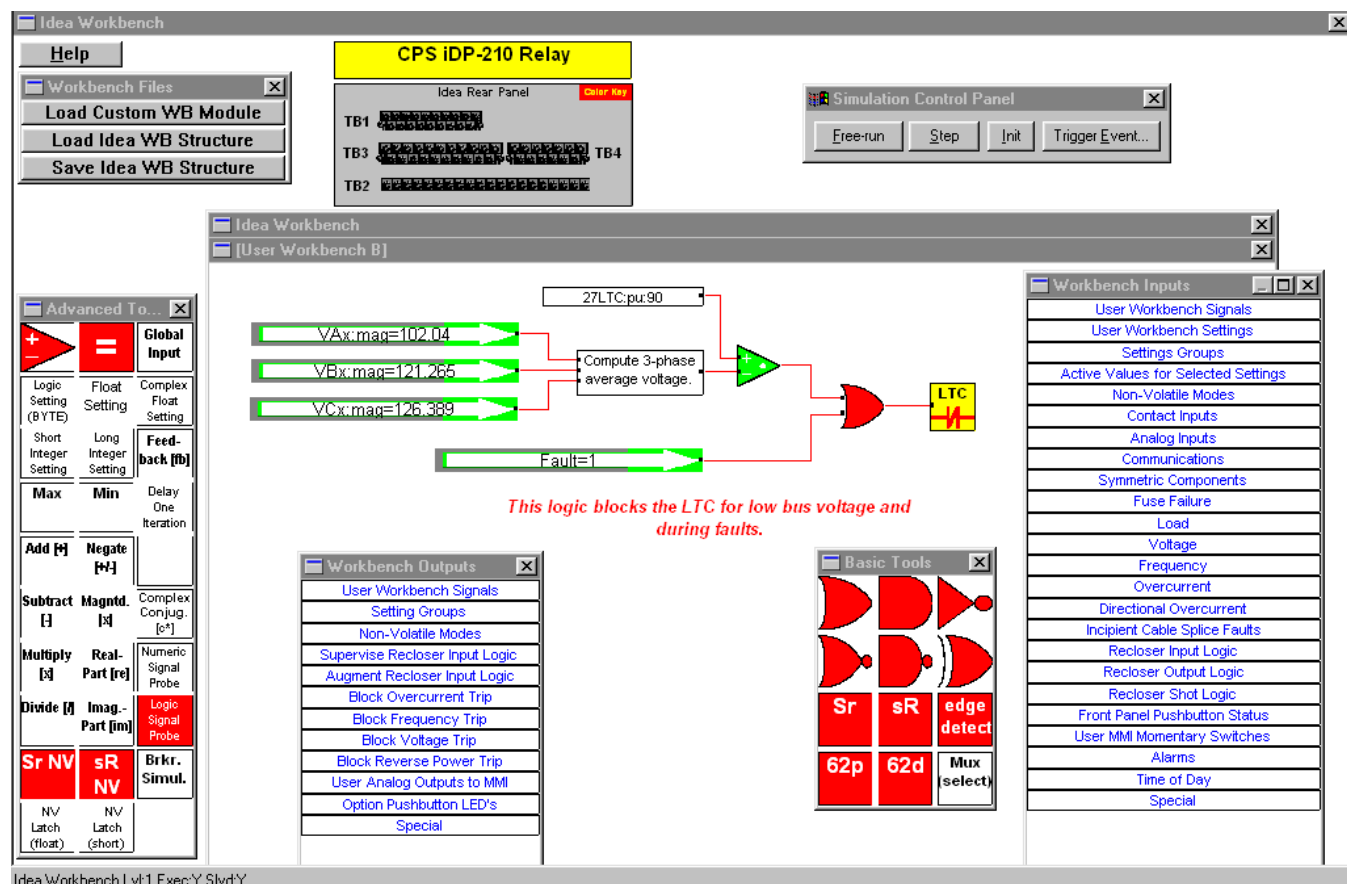 Idea Workbench
Help
CPS iDP-210 Relay
Workbench Files
Load Custom WB Module
Load Idea WB Structure
Save Idea WB Structure
Idea Rear Panel
Color Key
TB1
TB3
TB4
TB2
Simulation Control Panel
Free-run
Step
Init
Trigger Event...
Idea Workbench
[User Workbench B]
27LTC:pu:90
VAx:mag=102.04
VBx:mag=121.265
VCx:mag=126.389
Compute 3-phase
average voltage.
+
-
LTC
Fault=1
This logic blocks the LTC for low bus voltage and
during faults.
Advanced To...
+
-
=
Global
Input
Logic
Setting
(BYTE)
Float
Setting
Complex
Float
Setting
Short
Integer
Setting
Long
Integer
Setting
Feed-
back [fb]
Max
Min
Delay
One
Iteration
Add [+]
Negate
[+/-]
Subtract
[-]
Magntd.
|x|
Complex
Conjug.
[c*]
Multiply
[x]
Real-
Part [re]
Numeric
Signal
Probe
Divide [/]
Imag.-
Part [im]
Logic
Signal
Probe
Sr NV
sR
NV
Brkr.
Simul.
NV
Latch
(float)
NV
Latch
(short)
Workbench Outputs
User Workbench Signals
Setting Groups
Non-Volatile Modes
Supervise Recloser Input Logic
Augment Recloser Input Logic
Block Overcurrent Trip
Block Frequency Trip
Block Voltage Trip
Block Reverse Power Trip
User Analog Outputs to MMI
Option Pushbutton LED's
Special
Basic Tools
Sr
sR
edge
detect
62p
62d
Mux
(select)
Workbench Inputs
User Workbench Signals
User Workbench Settings
Settings Groups
Active Values for Selected Settings
Non-Volatile Modes
Contact Inputs
Analog Inputs
Communications
Symmetric Components
Fuse Failure
Load
Voltage
Frequency
Overcurrent
Directional Overcurrent
Incipient Cable Splice Faults
Recloser Input Logic
Recloser Output Logic
Recloser Shot Logic
Front Panel Pushbutton Status
User MMI Momentary Switches
Alarms
Time of Day
Special
Idea Workbench Lvl:1 Exec:Y Slvd:Y